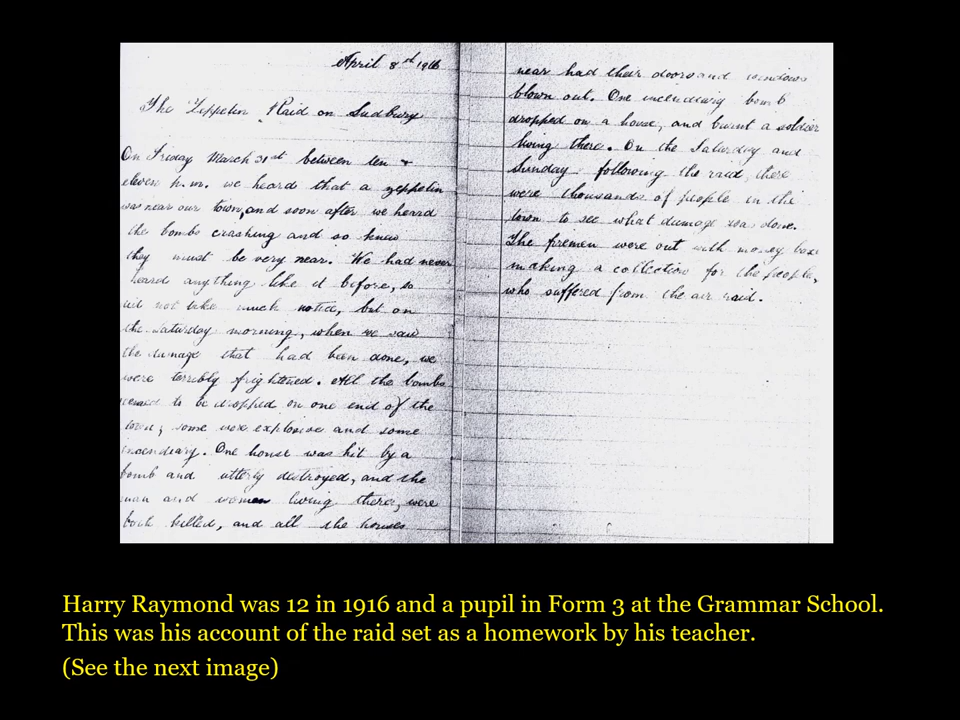 April 8th 1916
The Zeppelin Raid on Sudbury
On Friday March 31st between ten &
eleven p.m. we heard that a zeppelin
was near our town, and soon after we heard
the bombs crashing and so knew
they must be very near. We had never
heard anything like it before, so
did not take much notice, but on
the Saturday morning, when we saw
the damage that had been done, we
were terribly frightened. All the bombs
seemed to be dropped on one end of the
town; some were explosive and some
incendiary. One house was hit by a
bomb and utterly destroyed, and the
man and woman living there, were
both killed, and all the houses
near had their doors and windows
blown out. One incendiary bomb
dropped on a house, and burnt a soldier
living there. On the Saturday and
Sunday following the raid, there
were thousands of people in the
town to see what damage was done.
The firemen were out with money boxes
making a collection for the people,
who suffered from the air raid.
Harry Raymond was 12 in 1916 and a pupil in Form 3 at the Grammar School.
This was his account of the raid set as a homework by his teacher.
(See the next image)